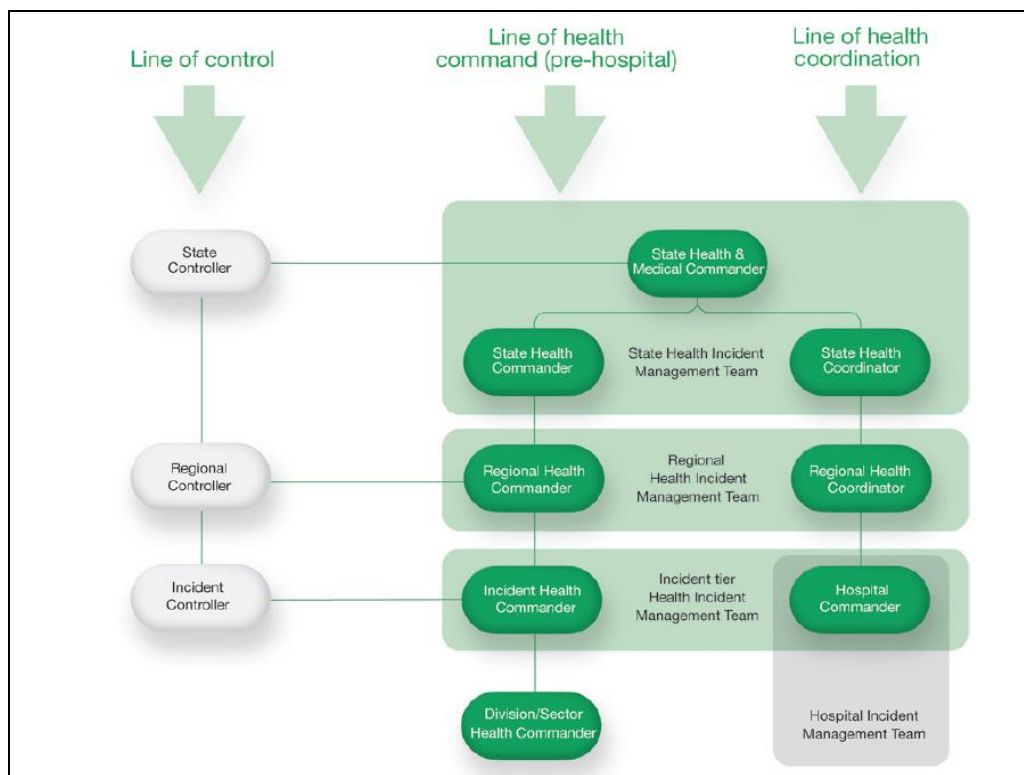 Line of control
Line of health
command (pre-hospital)
Line of health
coordination
State
Controller
State Health &
Medical Commander
State Health
Commander
State Health Incident
Management Team
State Health
Coordinator
Regional
Controller
Regional Health
Commander
Regional
Health Incident
Management Team
Regional Health
Coordinator
Incident
Controller
Incident Health
Commander
Incident tier
Health Incident
Management Team
Hospital
Commander
Division/Sector
Health Commander
Hospital Incident
Management Team